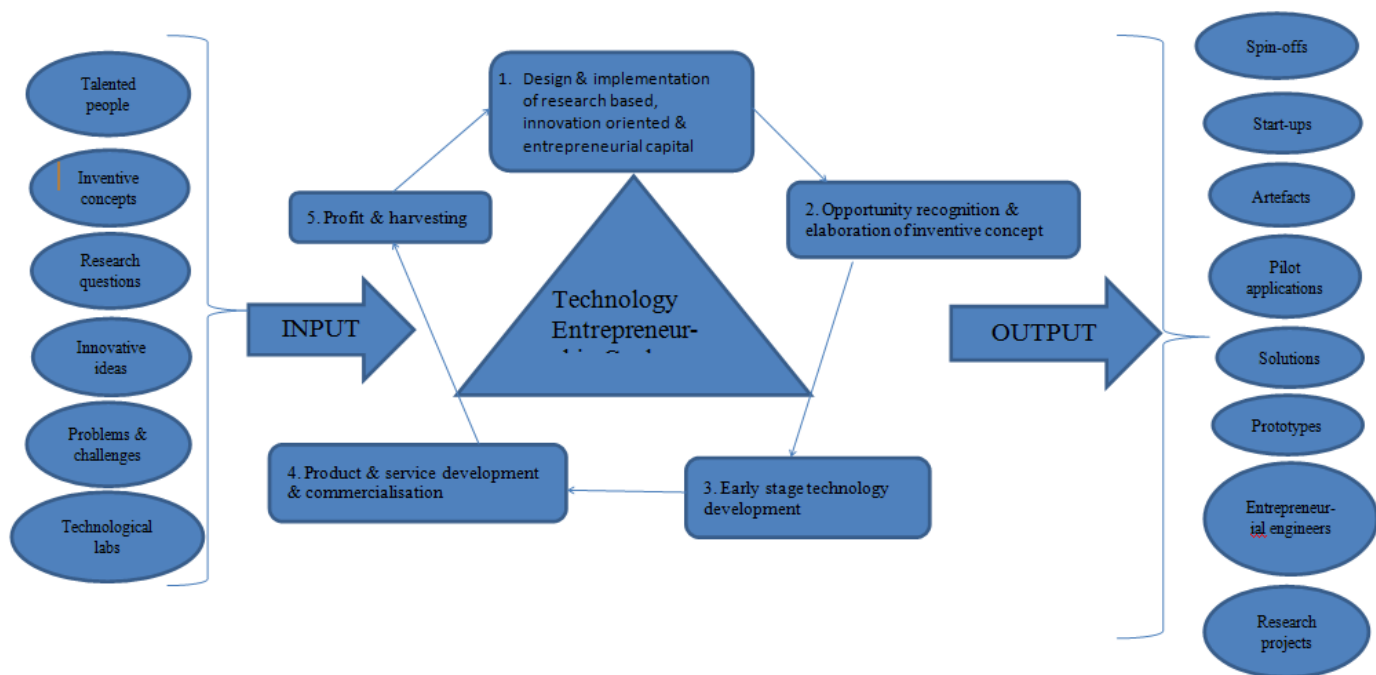 Talented
people
Inventive
concepts
Research
questions
Innovative
ideas
Problems &
challenges
Technological
labs
INPUT
1. Design & implementation
of research based,
innovation oriented &
entrepreneurial capital
2. Opportunity recognition &
elaboration of inventive concept
3. Early stage technology
development
4. Product & service development
& commercialisation
5. Profit & harvesting
Technology
Entrepreneur-
OUTPUT
Spin-offs
Start-ups
Artefacts
Pilot
applications
Solutions
Prototypes
Entrepreneur-
ial engineers
Research
projects